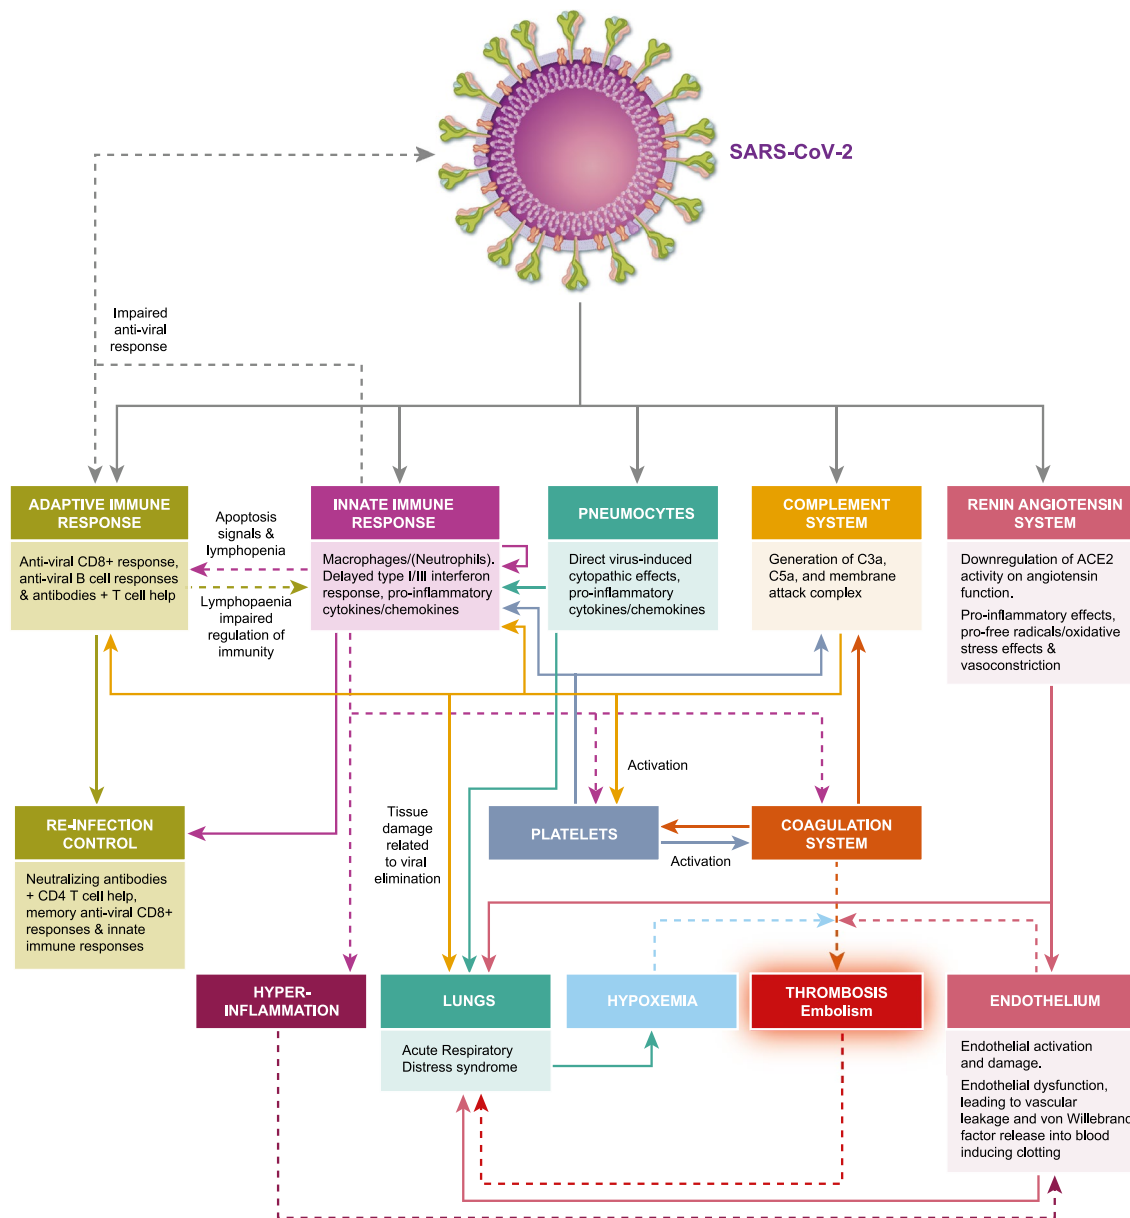 SARS-CoV-2
Impaired
anti-viral
response
ADAPTIVE IMMUNE
RESPONSE
Anti-viral CD8+ response,
anti-viral B cell responses
& antibodies + T cell help
Apoptosis
signals &
lymphopenia
Lymphopaenia
impaired
regulation of
immunity
INNATE IMMUNE
RESPONSE
Macrophages/(Neutrophils).
Delayed type I/III interferon
response, pro-inflammatory
cytokines/chemokines
PNEUMOCYTES
Direct virus-induced
cytopathic effects,
pro-inflammatory
cytokines/chemokines
COMPLEMENT
SYSTEM
Generation of C3a,
C5a, and membrane
attack complex
RENIN ANGIOTENSIN
SYSTEM
Downregulation of ACE2
activity on angiotensin
function.
Pro-inflammatory effects,
pro-free radicals/oxidative
stress effects &
vasoconstriction
Activation
RE-INFECTION
CONTROL
Neutralizing antibodies
+ CD4 T cell help,
memory anti-viral CD8+
responses & innate
immune responses
Tissue
damage
related
to viral
elimination
PLATELETS
Activation
COAGULATION
SYSTEM
HYPER-
INFLAMMATION
LUNGS
Acute Respiratory
Distress syndrome
HYPOXEMIA
THROMBOSIS
Embolism
ENDOTHELIUM
Endothelial activation
and damage.
Endothelial dysfunction,
leading to vascular
leakage and von Willebrand
factor release into blood
inducing clotting